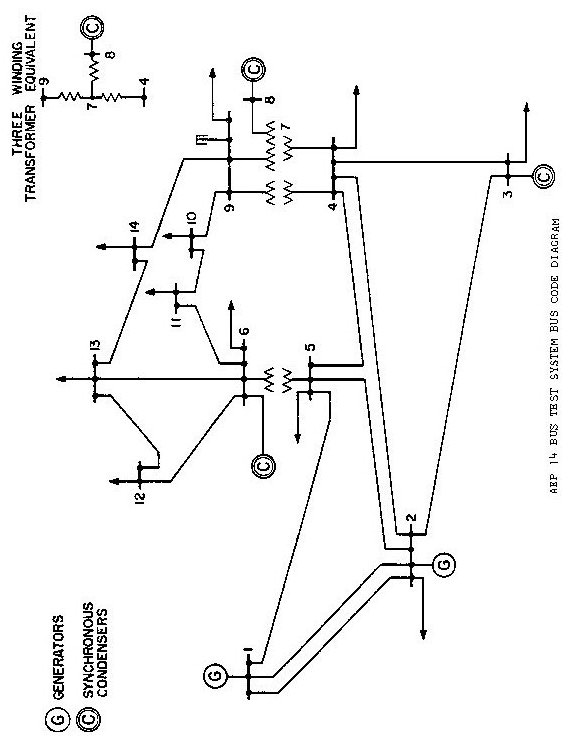 THREE WINDING
TRANSFORMER EQUIVALENT
C
8
9
7
4
C
8
7
9
4
3
C
14
10
11
13
6
5
12
C
2
G
1
G
G GENERATORS
C SYNCHRONOUS
CONDENSERS
AEP 14 BUS TEST SYSTEM BUS CODE DIAGRAM